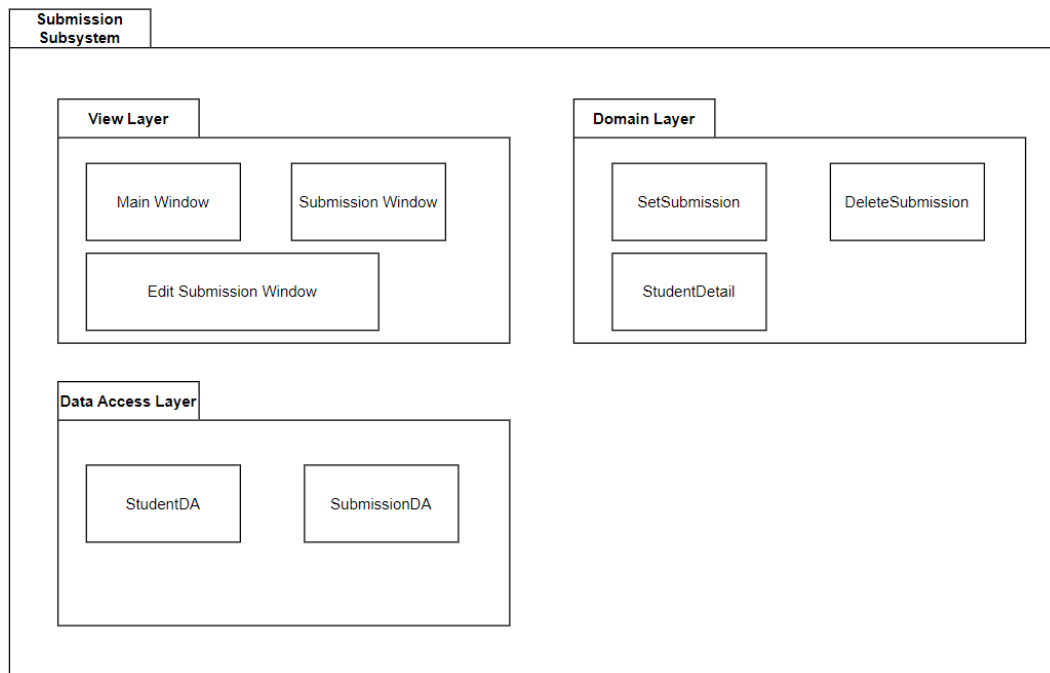 Submission
Subsystem
View Layer
Main Window
Submission Window
Edit Submission Window
Domain Layer
SetSubmission
DeleteSubmission
StudentDetail
Data Access Layer
StudentDA
SubmissionDA